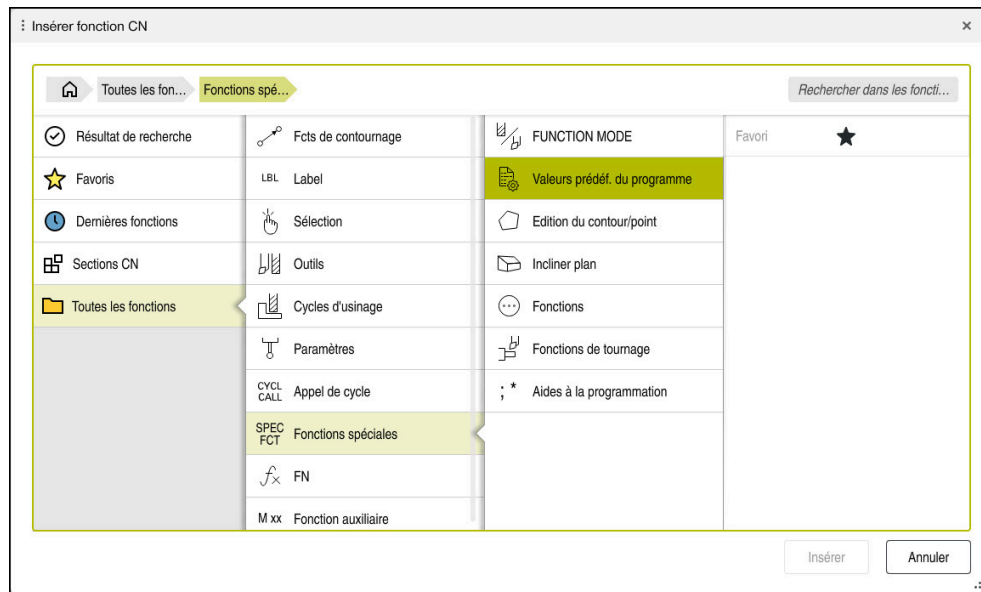 Insérer fonction CN
×
Toutes les fon...
Fonctions spé...
Rechercher dans les foncti...
Résultat de recherche
Favoris
Dernières fonctions
Sections CN
Toutes les fonctions
Fcts de contournage
LBL Label
Sélection
Outils
Cycles d'usinage
Paramètres
CYCL CALL Appel de cycle
SPEC FCT Fonctions spéciales
fx FN
M xx Fonction auxiliaire
FUNCTION MODE
Valeurs prédéf. du programme
Edition du contour/point
Incliner plan
Fonctions
Fonctions de tournage
; * Aides à la programmation
Favori
Insérer
Annuler